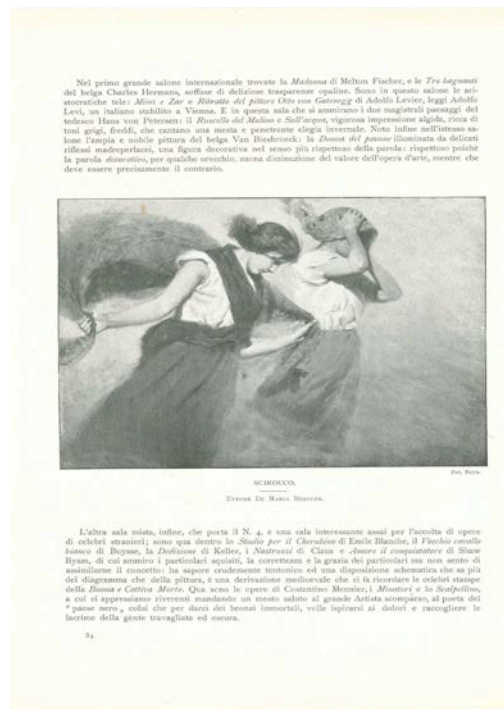 Nel primo grande salone internazionale trovate la Madonna di Melton Fischer, e le Tre bagnanti
del belga Charles Hermans, soffuse di deliziose trasparenze opaline. Sono in questo salone le ari-
stocratiche tele: Mimi e Zar e Ritratto del pittore Otto von Gutenegg di Adolfo Levier, leggi Adolfo
Levi, un italiano stabilito a Vienna. E in questa sala che si ammirano i due magistrali paesaggi del
tedesco Hans von Petersen: il Ruscello del Mulino e Sull'acqua, vigorosa impressione algida, ricca di
toni grigi, freddi, che cantano una mesta e penetrante elegia invernale. Noto infine nell'istesso sa-
lone l'ampia e nobile pittura del belga Van Biesbroeck: la Donna del pavone illuminata da delicati
riflessi madreperlacei, una figura decorativa nel senso più rispettoso della parola: rispettoso poichè
la parola decorativo, per qualche orecchio, suona diminuzione del valore dell'opera d'arte, mentre che
deve essere precisamente il contrario.
SCIROCCO.
Ettore De Maria Bergler.
L'altra sala mista, infine, che porta il N. 4, è una sala interessante assai per l'accolta di opere
di celebri stranieri; sono qua dentro lo Studio per il Cherubino di Emile Blanche, il Vecchio cavallo
bianco di Buysse, la Dedizione di Keller, i Nastruzzi di Claus e Amore il conquistatore di Shaw
Byam, di cui ammiro i particolari squisiti, la correttezza e la grazia dei particolari ma non sento di
assimilarne il concetto: ha sapore crudamente teutonico ed una disposizione schematica che sa più
del diagramma che della pittura, è una derivazione medioevale che ci fa ricordare le celebri stampe
della Buona e Cattiva Morte. Qua sono le opere di Costantino Meunier, i Minatori e lo Scalpellino,
a cui ci appressiamo riverenti mandando un mesto saluto al grande Artista scomparso, al poeta del
" paese nero „ colui che per darci dei bronzi immortali, volle ispirarsi ai dolori e raccogliere le
lacrime della gente travagliata ed oscura.